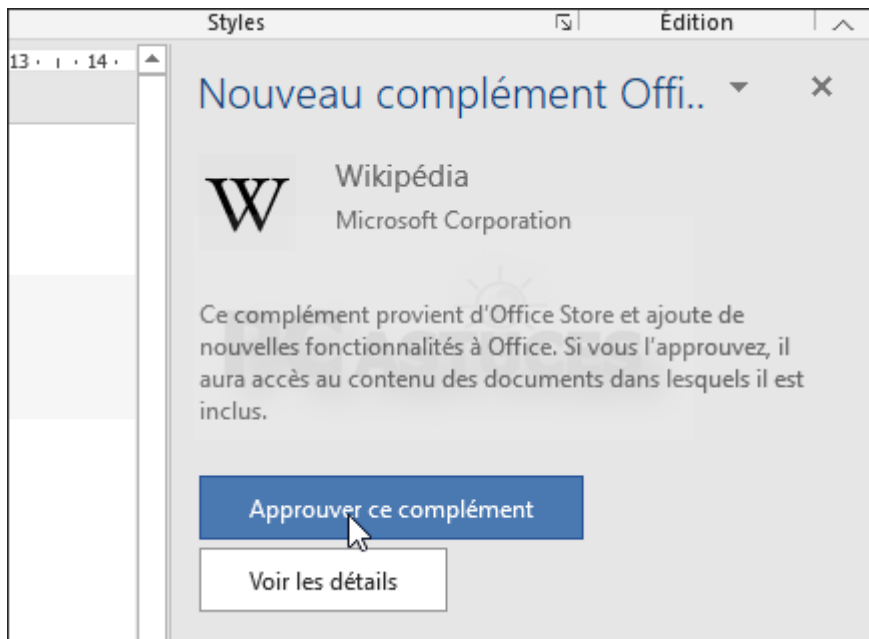 Styles Édition
13 · ı · 14 ·
Nouveau complément Offi..
W
Wikipédia
Microsoft Corporation
Ce complément provient d'Office Store et ajoute de
nouvelles fonctionnalités à Office. Si vous l'approuvez, il
aura accès au contenu des documents dans lesquels il est
inclus.
PC ASTUCES
Approuver ce complément
Voir les détails